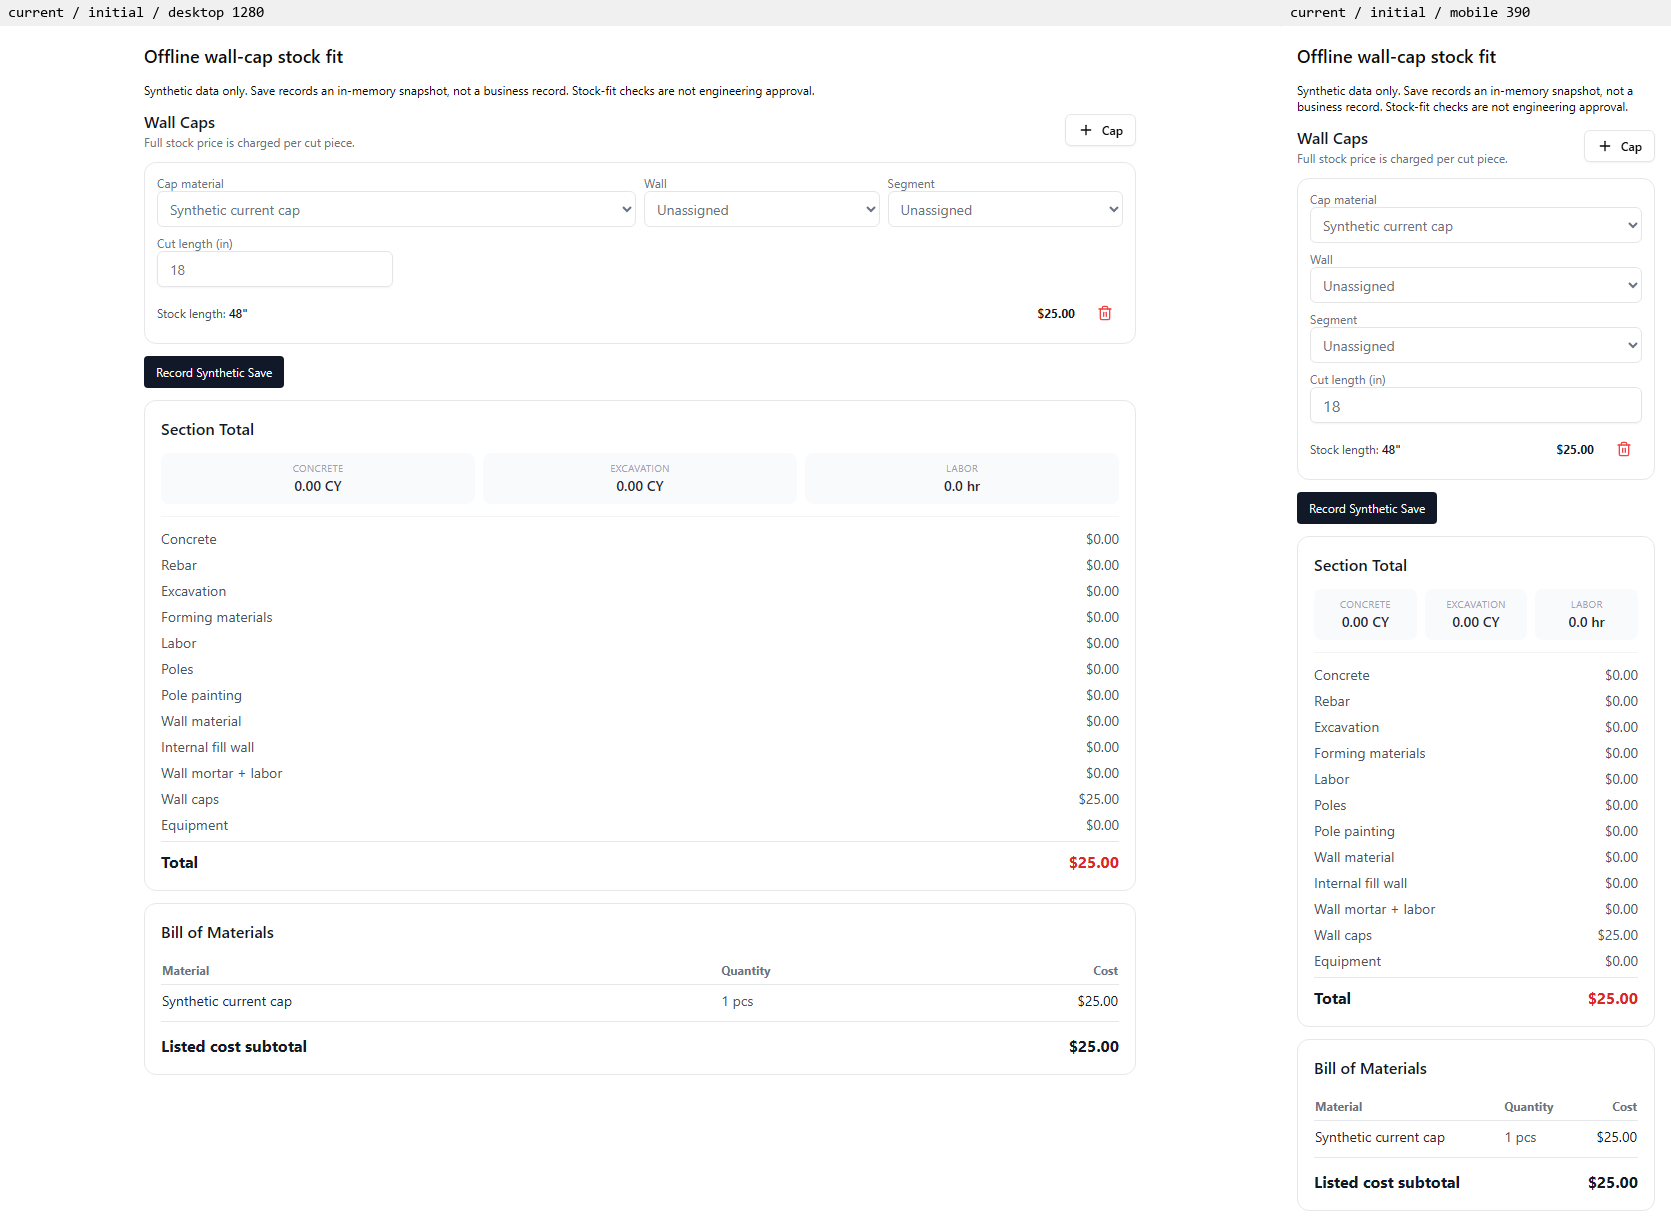 current / initial / desktop 1280
Offline wall-cap stock fit
Synthetic data only. Save records an in-memory snapshot, not a business record. Stock-fit checks are not engineering approval.
Wall Caps
Full stock price is charged per cut piece.
+ Cap
Cap material
Synthetic current cap
Wall
Unassigned
Segment
Unassigned
Cut length (in)
18
Stock length: 48"
$25.00
Record Synthetic Save
Section Total
CONCRETE
0.00 CY
EXCAVATION
0.00 CY
LABOR
0.0 hr
Concrete $0.00
Rebar $0.00
Excavation $0.00
Forming materials $0.00
Labor $0.00
Poles $0.00
Pole painting $0.00
Wall material $0.00
Internal fill wall $0.00
Wall mortar + labor $0.00
Wall caps $25.00
Equipment $0.00
Total $25.00
Bill of Materials
Material Quantity Cost
Synthetic current cap 1 pcs $25.00
Listed cost subtotal $25.00
current / initial / mobile 390
Offline wall-cap stock fit
Synthetic data only. Save records an in-memory snapshot, not a
business record. Stock-fit checks are not engineering approval.
Wall Caps
Full stock price is charged per cut piece.
+ Cap
Cap material
Synthetic current cap
Wall
Unassigned
Segment
Unassigned
Cut length (in)
18
Stock length: 48"
$25.00
Record Synthetic Save
Section Total
CONCRETE
0.00 CY
EXCAVATION
0.00 CY
LABOR
0.0 hr
Concrete $0.00
Rebar $0.00
Excavation $0.00
Forming materials $0.00
Labor $0.00
Poles $0.00
Pole painting $0.00
Wall material $0.00
Internal fill wall $0.00
Wall mortar + labor $0.00
Wall caps $25.00
Equipment $0.00
Total $25.00
Bill of Materials
Material Quantity Cost
Synthetic current cap 1 pcs $25.00
Listed cost subtotal $25.00